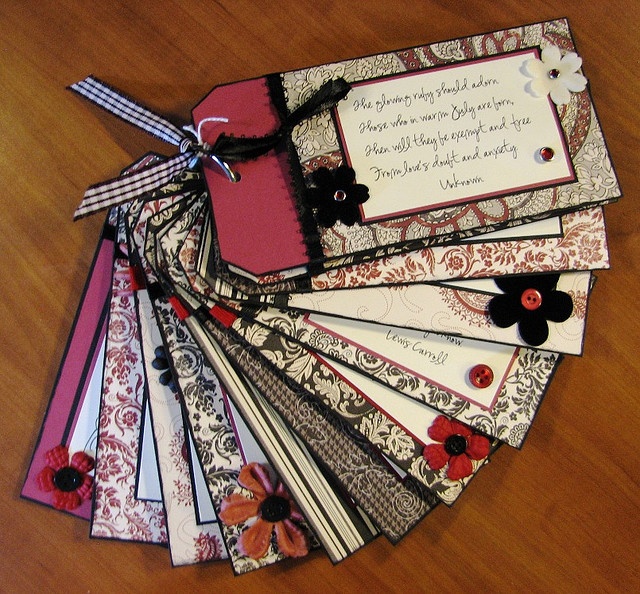 The glowing ruby should adorn
Those who in warm July are born,
Then will they be exempt and free
From love's doubt and anxiety.
Unknown
Lewis Carroll